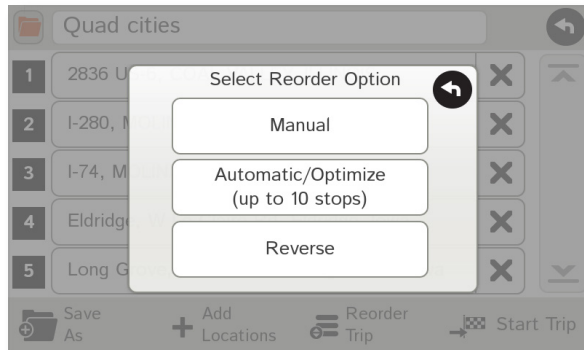 Quad cities
1 2836 U
2 I-280, M
3 I-74, M
4 Eldridge
5 Long G
Select Reorder Option
Manual
Automatic/Optimize
(up to 10 stops)
Reverse
Save
As
Add
Locations
Reorder
Trip
Start Trip